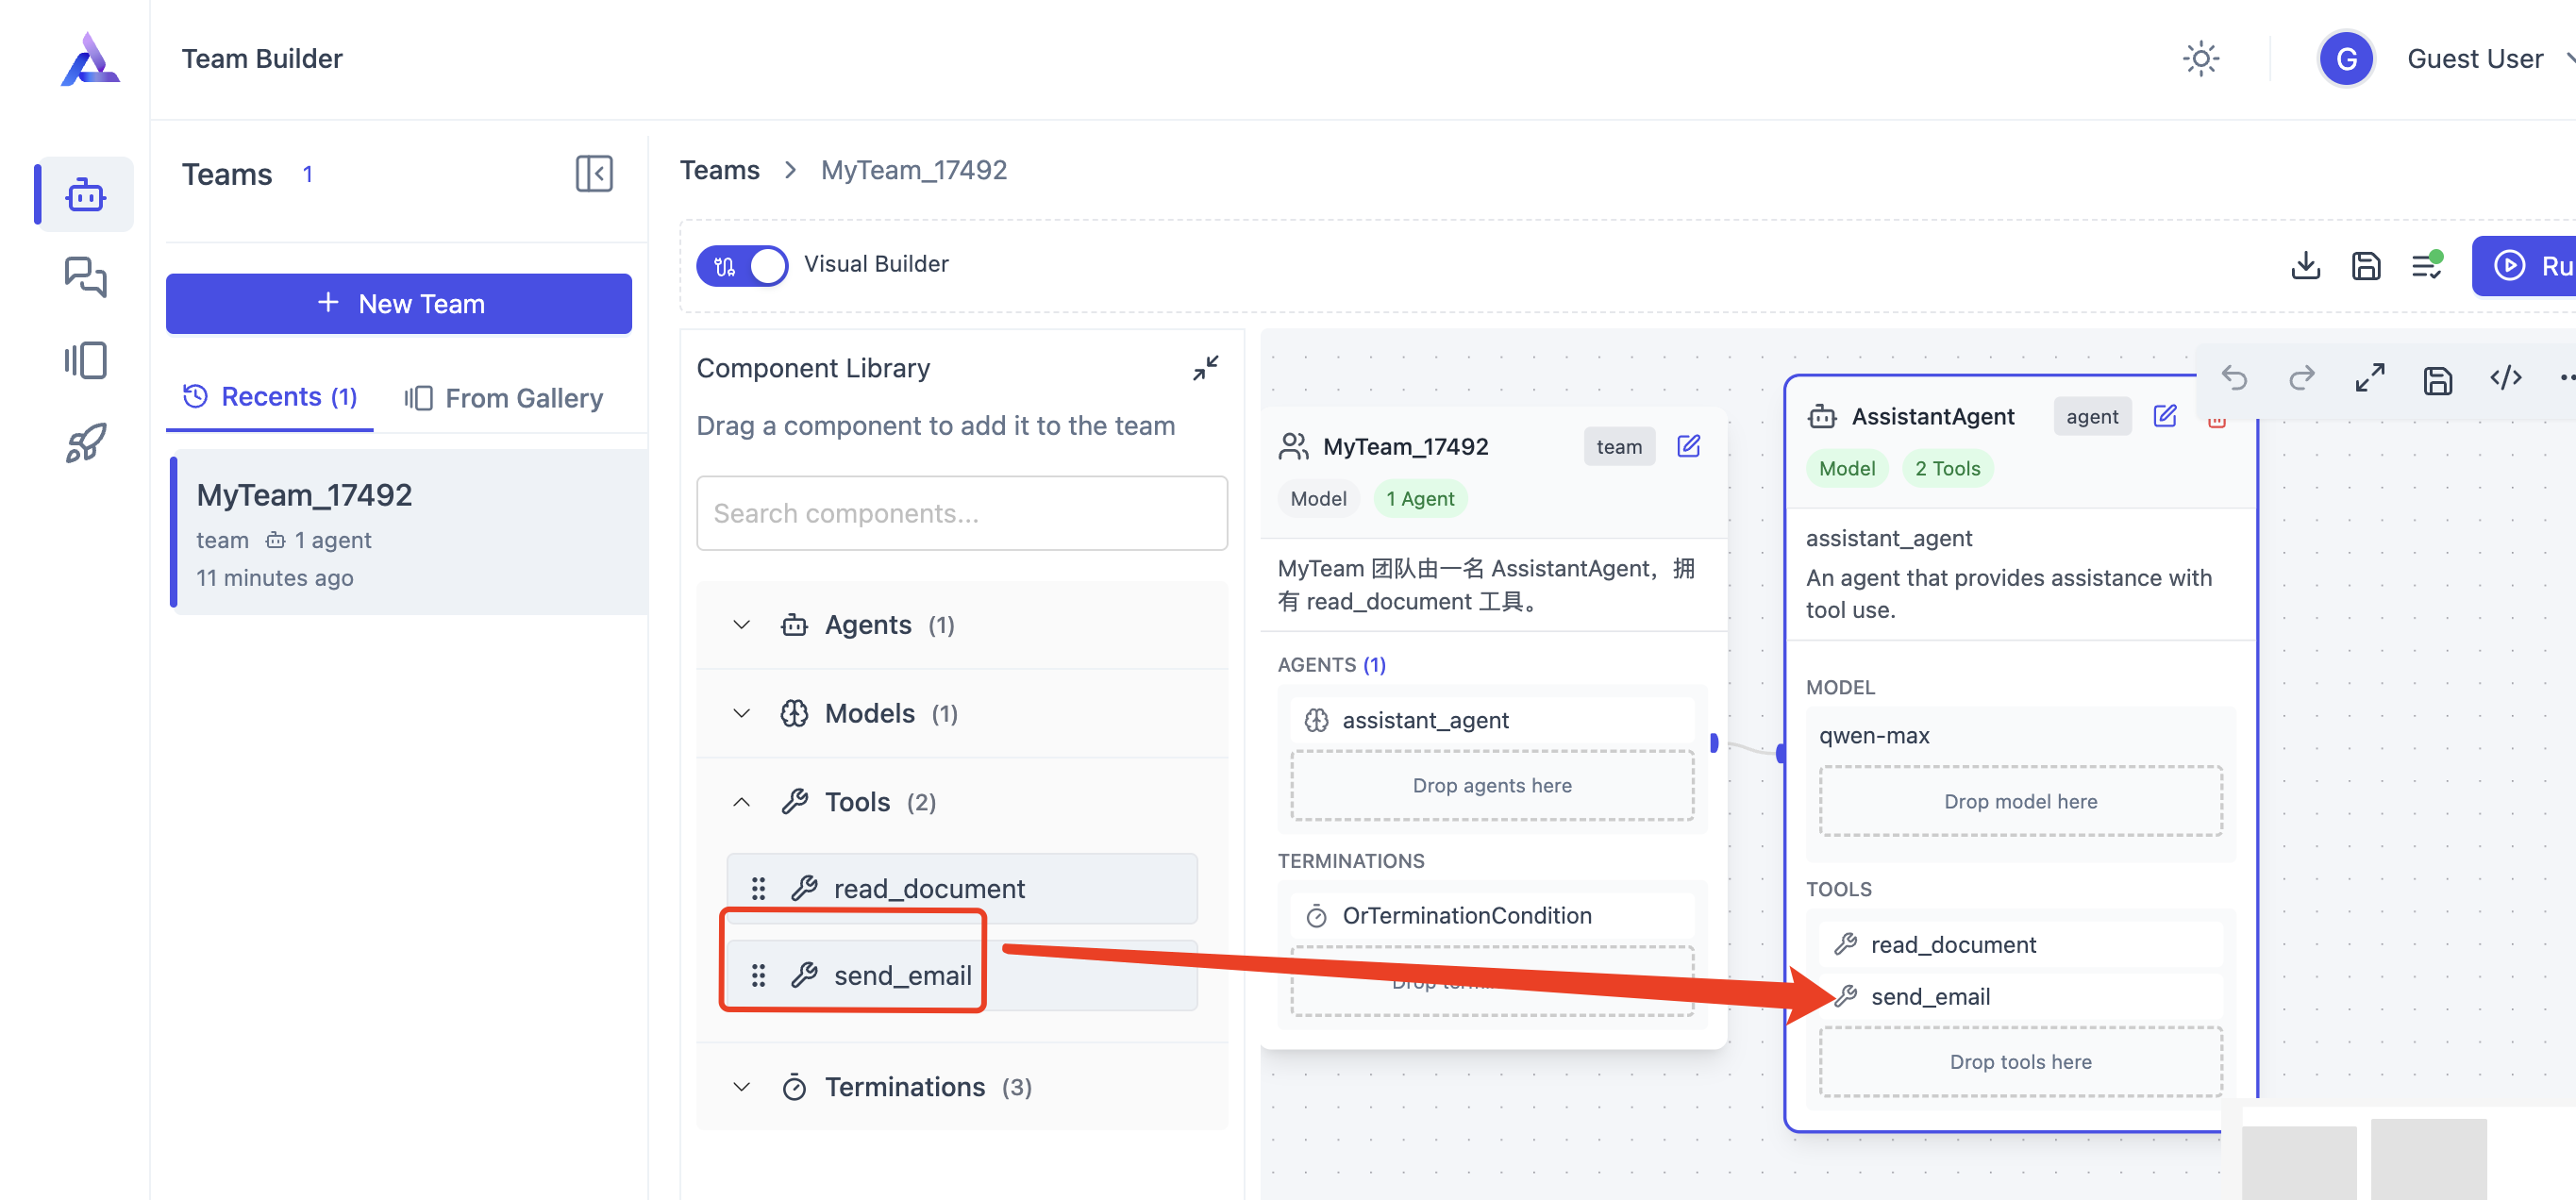 Team Builder
G
Guest User
Teams 1
New Team
Recents (1)
From Gallery
MyTeam_17492
team 1 agent
11 minutes ago
Teams > MyTeam_17492
Visual Builder
Component Library
Drag a component to add it to the team
Search components...
Agents (1)
Models (1)
Tools (2)
read_document
send_email
Terminations (3)
MyTeam_17492
team
Model
1 Agent
MyTeam 团队由一名 AssistantAgent，拥
有 read_document 工具。
AGENTS (1)
assistant_agent
Drop agents here
TERMINATIONS
OrTerminationCondition
Drop
AssistantAgent
agent
Model
2 Tools
assistant_agent
An agent that provides assistance with
tool use.
MODEL
qwen-max
Drop model here
TOOLS
read_document
send_email
Drop tools here